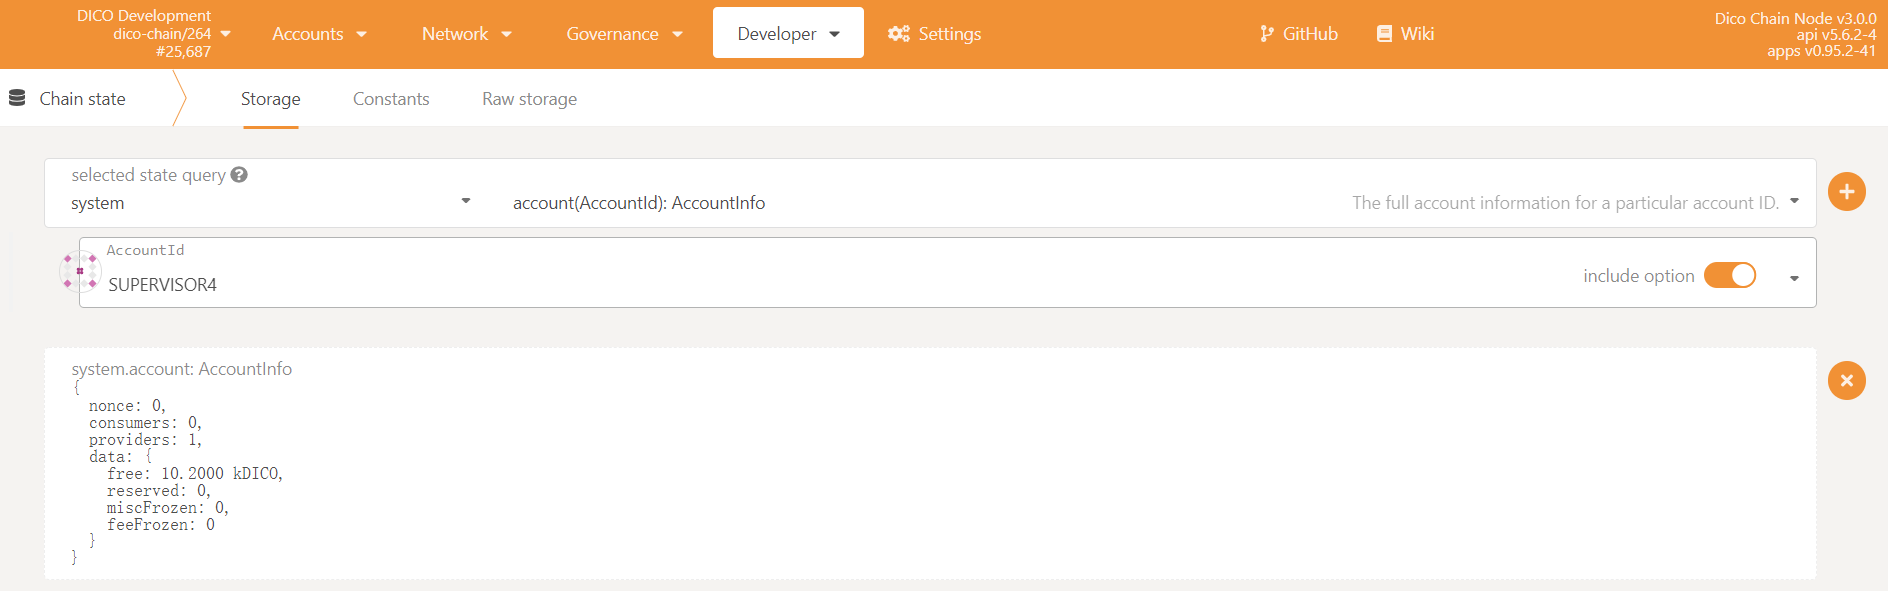 DICO Development
dico-chain/264
#25,687
Accounts
Network
Governance
Developer
Settings
GitHub
Wiki
Dico Chain Node v3.0.0
api v5.6.2-4
apps v0.95.2-41
Chain state
Storage
Constants
Raw storage
selected state query
system
account(AccountId): AccountInfo
The full account information for a particular account ID.
AccountId
SUPERVISOR4
include option
system.account: AccountInfo
{
nonce: 0,
consumers: 0,
providers: 1,
data: {
free: 10.2000 kDICO,
reserved: 0,
miscFrozen: 0,
feeFrozen: 0
}
}